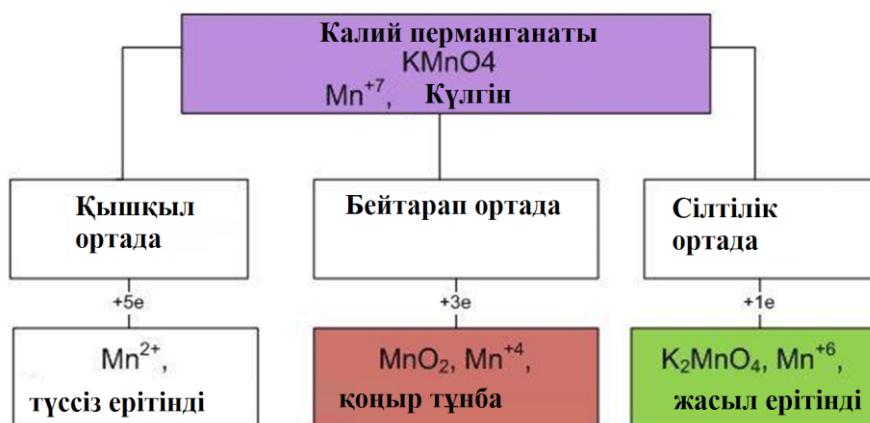 Калий перманганаты
KMnO4
Mn⁺⁷, Күлгін
Қышқыл
ортада
Бейтарап ортада
Сілтілік
ортада
+5e
+3e
+1e
Mn²⁺,
түссіз ерітінді
MnO₂, Mn⁺⁴,
қоңыр тұнба
K₂MnO₄, Mn⁺⁶,
жасыл ерітінді